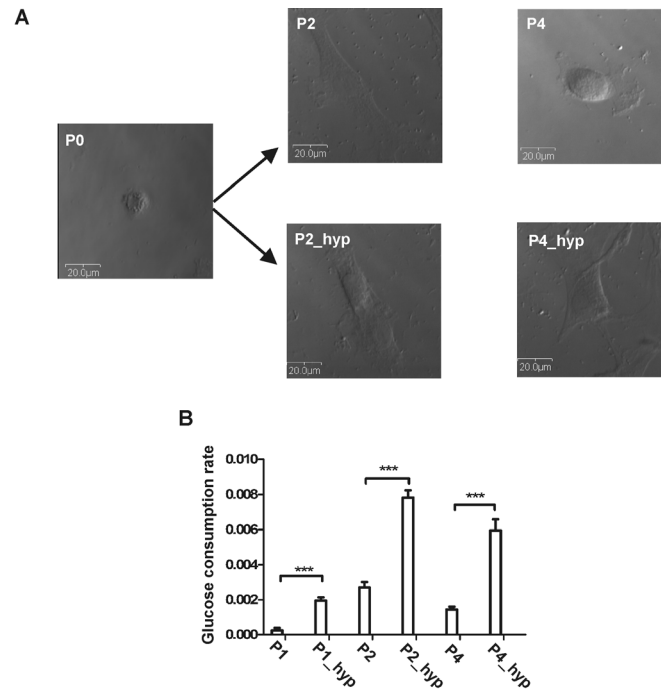 A
P2
20.0µm
P4
20.0µm
P0
20.0µm
P2_hyp
20.0µm
P4_hyp
20.0µm
B
Glucose consumption rate
0.010
0.008
0.006
0.004
0.002
0.000
***
***
***
P1
P1_hyp
P2
P2_hyp
P4
P4_hyp